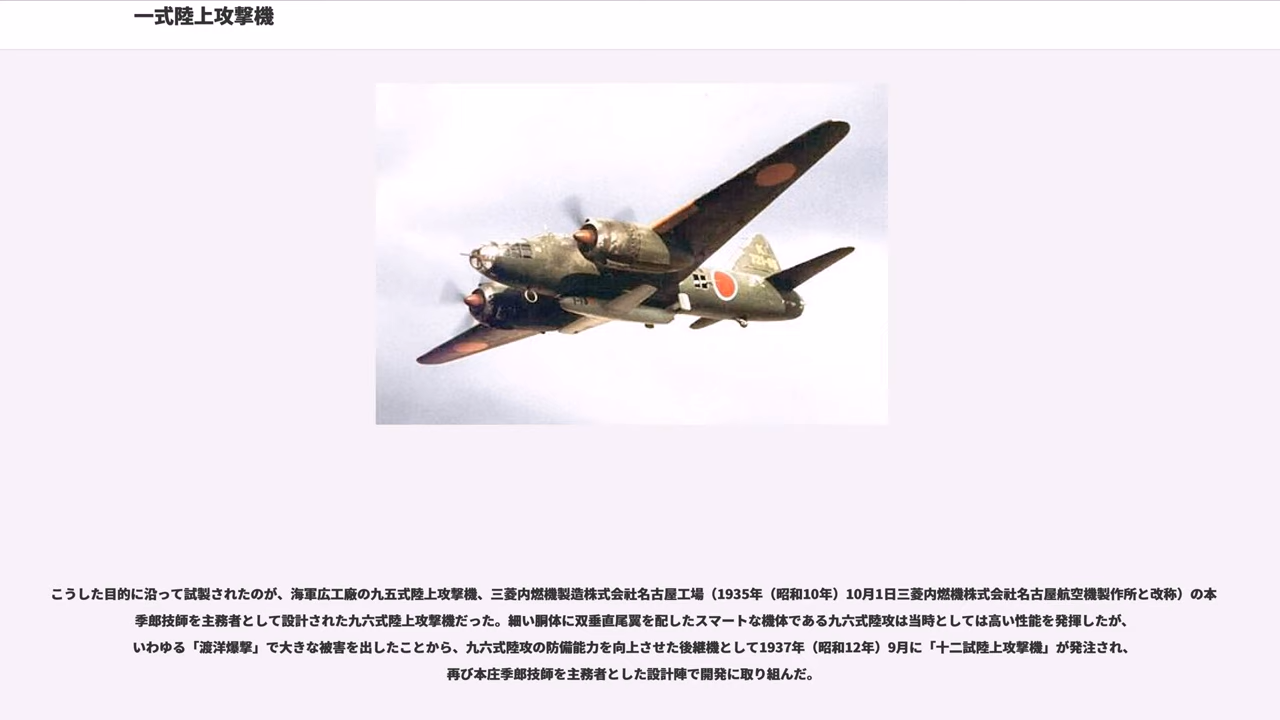 一式陸上攻撃機
こうした目的に沿って試製されたのが、海軍広工廠の九五式陸上攻撃機、三菱内燃機製造株式会社名古屋工場（1935年（昭和10年）10月1日三菱内燃機株式会社名古屋航空機製作所と改称）の本
季郎技師を主務者として設計された九六式陸上攻撃機だった。細い胴体に双垂直尾翼を配したスマートな機体である九六式陸攻は当時としては高い性能を発揮したが、
いわゆる「渡洋爆撃」で大きな被害を出したことから、九六式陸攻の防備能力を向上させた後継機として1937年（昭和12年）9月に「十二試陸上攻撃機」が発注され、
再び本庄季郎技師を主務者とした設計陣で開発に取り組んだ。